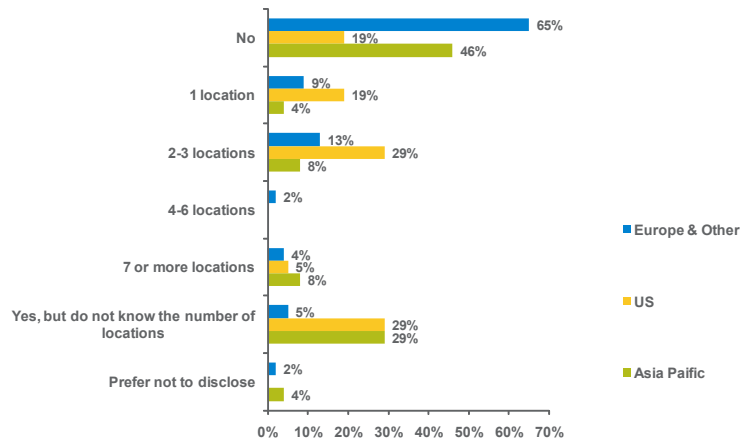 No
65%
19%
46%
1 location
9%
19%
4%
2-3 locations
13%
29%
8%
4-6 locations
2%
7 or more locations
4%
5%
8%
Yes, but do not know the number of
locations
5%
29%
29%
Prefer not to disclose
2%
4%
0% 10% 20% 30% 40% 50% 60% 70%
Europe & Other
US
Asia Paific